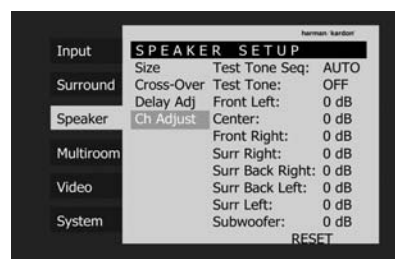 harman/kardon
Input
Surround
Speaker
Multiroom
Video
System
SPEAKER SETUP
Size
Cross-Over
Delay Adj
Ch Adjust
Test Tone Seq: AUTO
Test Tone: OFF
Front Left: 0 dB
Center: 0 dB
Front Right: 0 dB
Surr Right: 0 dB
Surr Back Right: 0 dB
Surr Back Left: 0 dB
Surr Left: 0 dB
Subwoofer: 0 dB
RESET